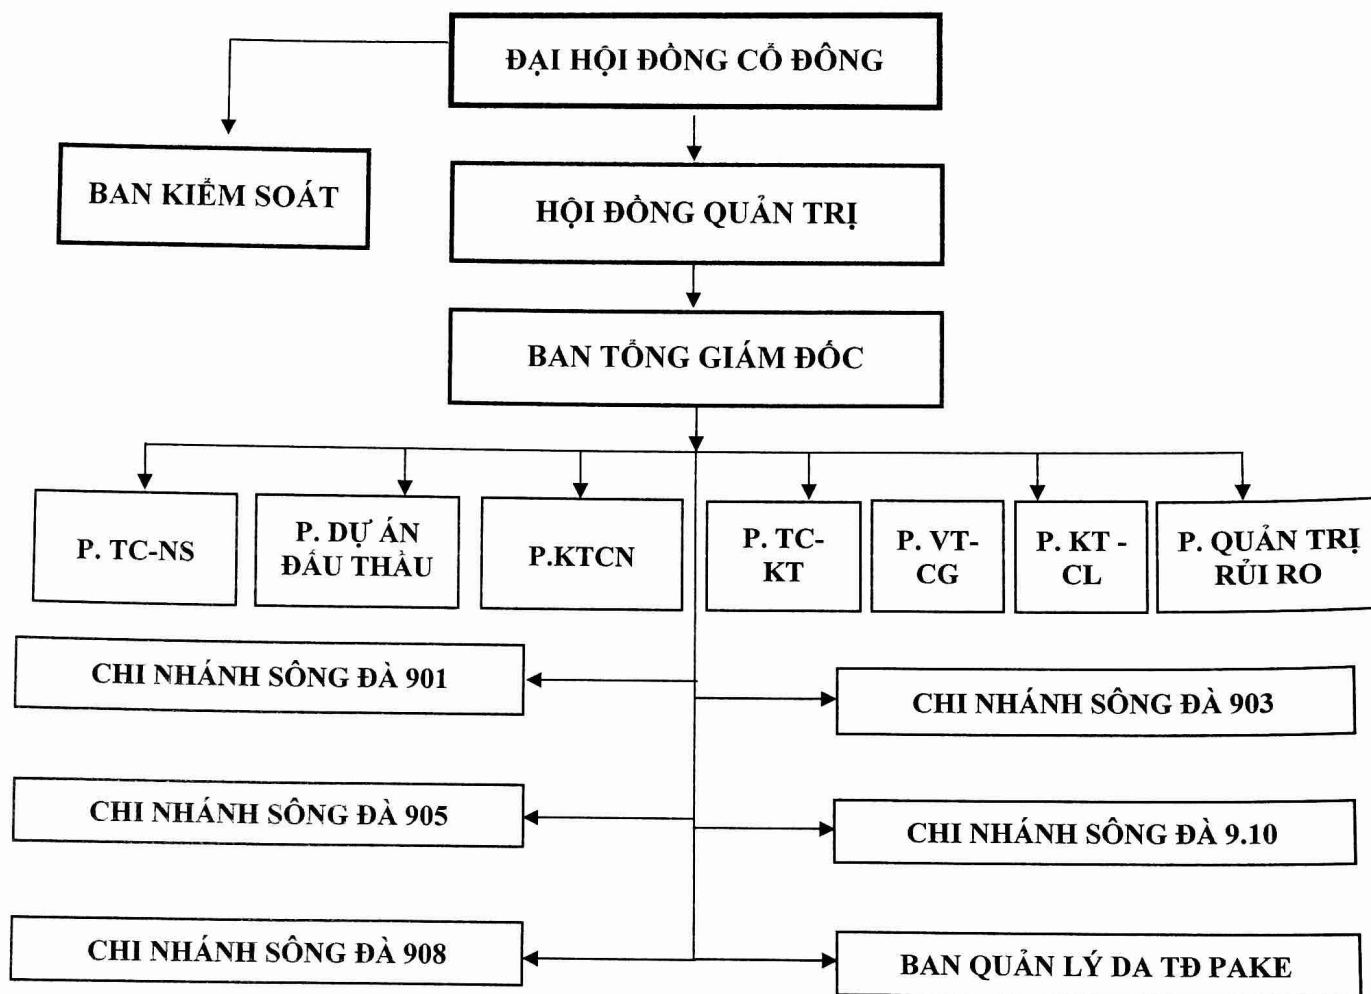 ĐẠI HỘI ĐỒNG CỔ ĐÔNG
BAN KIỂM SOÁT
HỘI ĐỒNG QUẢN TRỊ
BAN TỔNG GIÁM ĐỐC
P. TC-NS
P. DỰ ÁN
ĐẤU THẦU
P.KTCN
P. TC-
KT
P. VT-
CG
P. KT -
CL
P. QUẢN TRỊ
RỦI RO
CHI NHÁNH SÔNG ĐÀ 901
CHI NHÁNH SÔNG ĐÀ 903
CHI NHÁNH SÔNG ĐÀ 905
CHI NHÁNH SÔNG ĐÀ 9.10
CHI NHÁNH SÔNG ĐÀ 908
BAN QUẢN LÝ DA TĐ PAKE